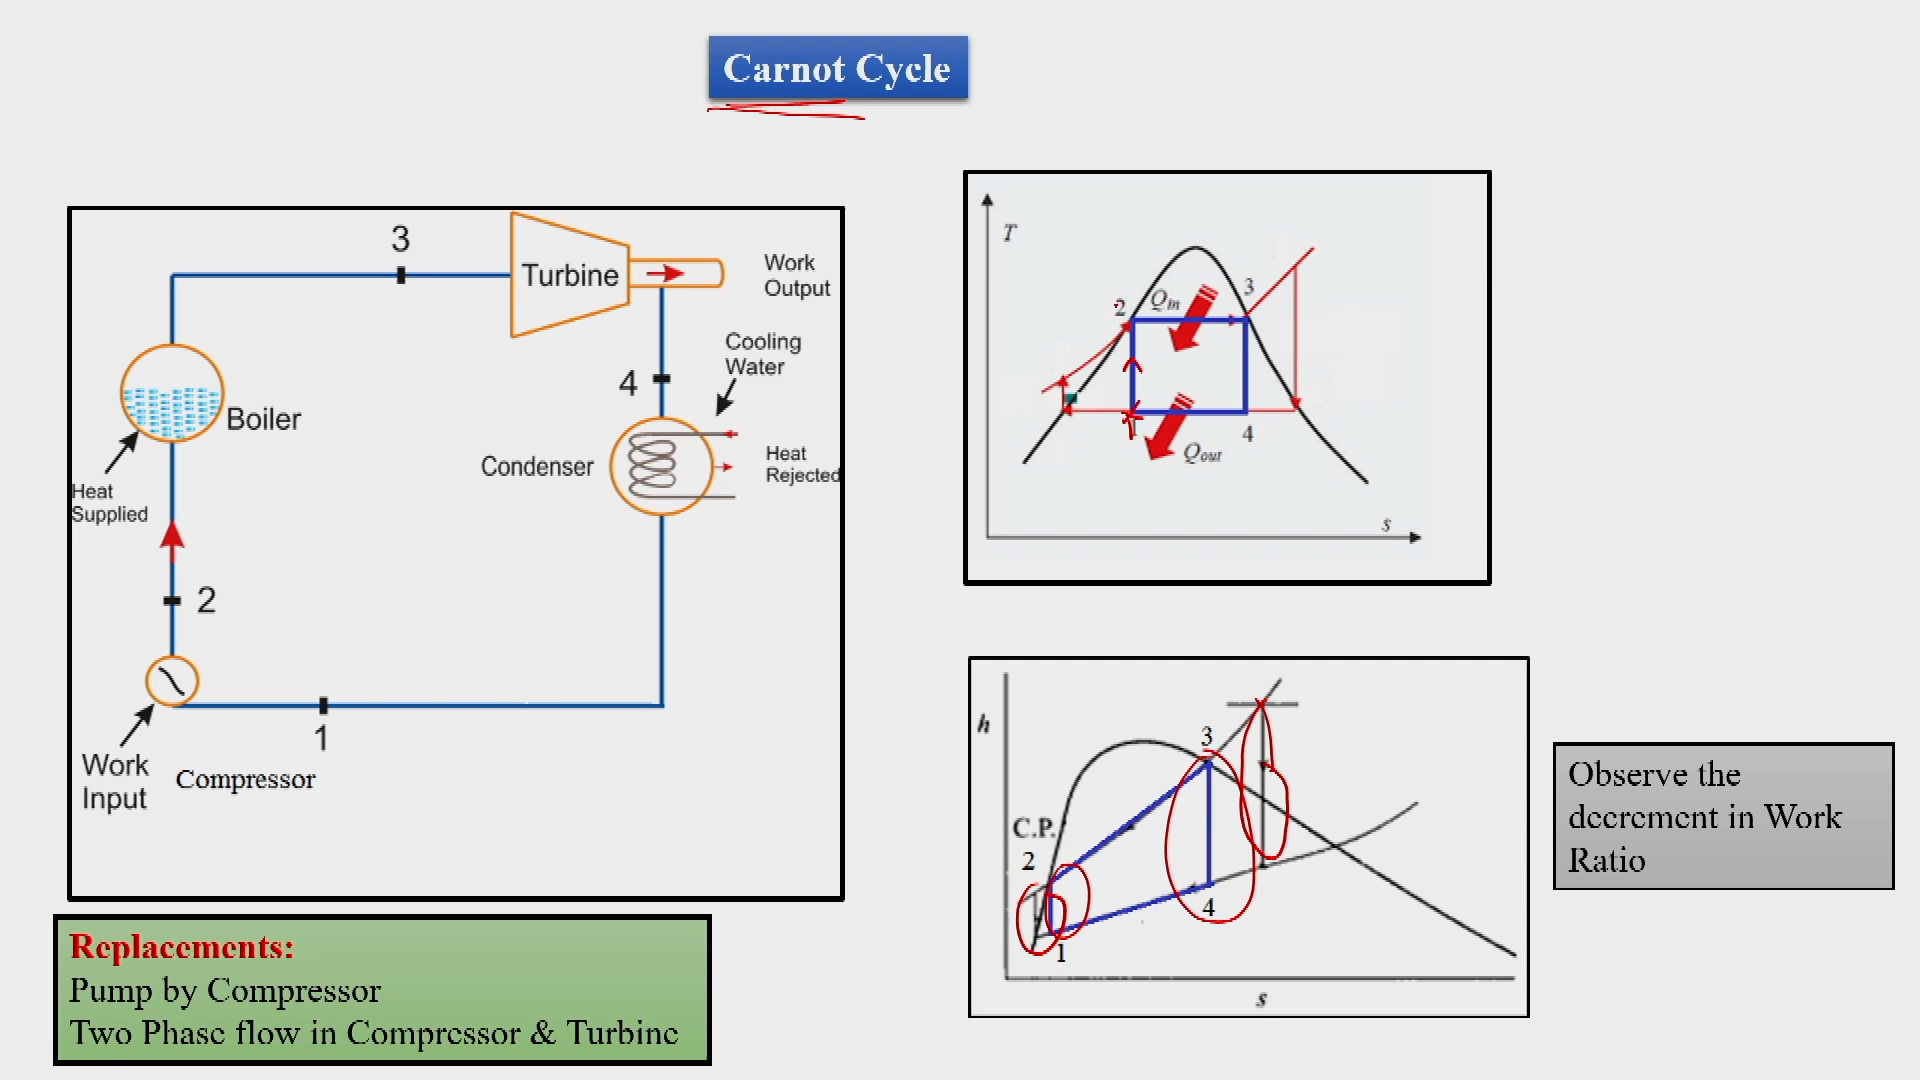 Carnot Cycle
3
Turbine
Work
Output
Cooling
Water
4
Boiler
Condenser
Heat
Rejected
Heat
Supplied
2
1
Work
Input
Compressor
Replacements:
Pump by Compressor
Two Phase flow in Compressor & Turbine
T
2
Qin
3
1
4
Qout
s
h
3
C.P.
2
4
1
s
Observe the
decrement in Work
Ratio